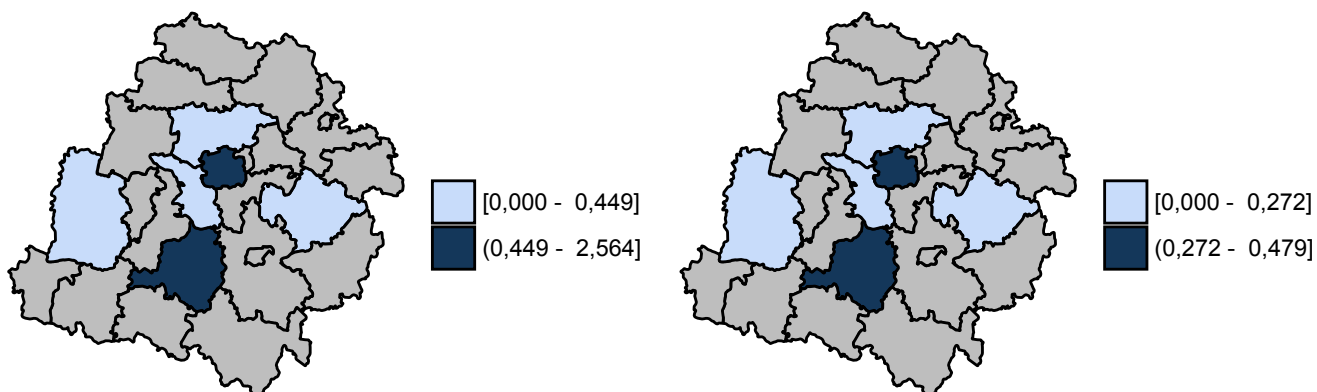 [0,000 - 0,449]
(0,449 - 2,564]
[0,000 - 0,272]
(0,272 - 0,479]